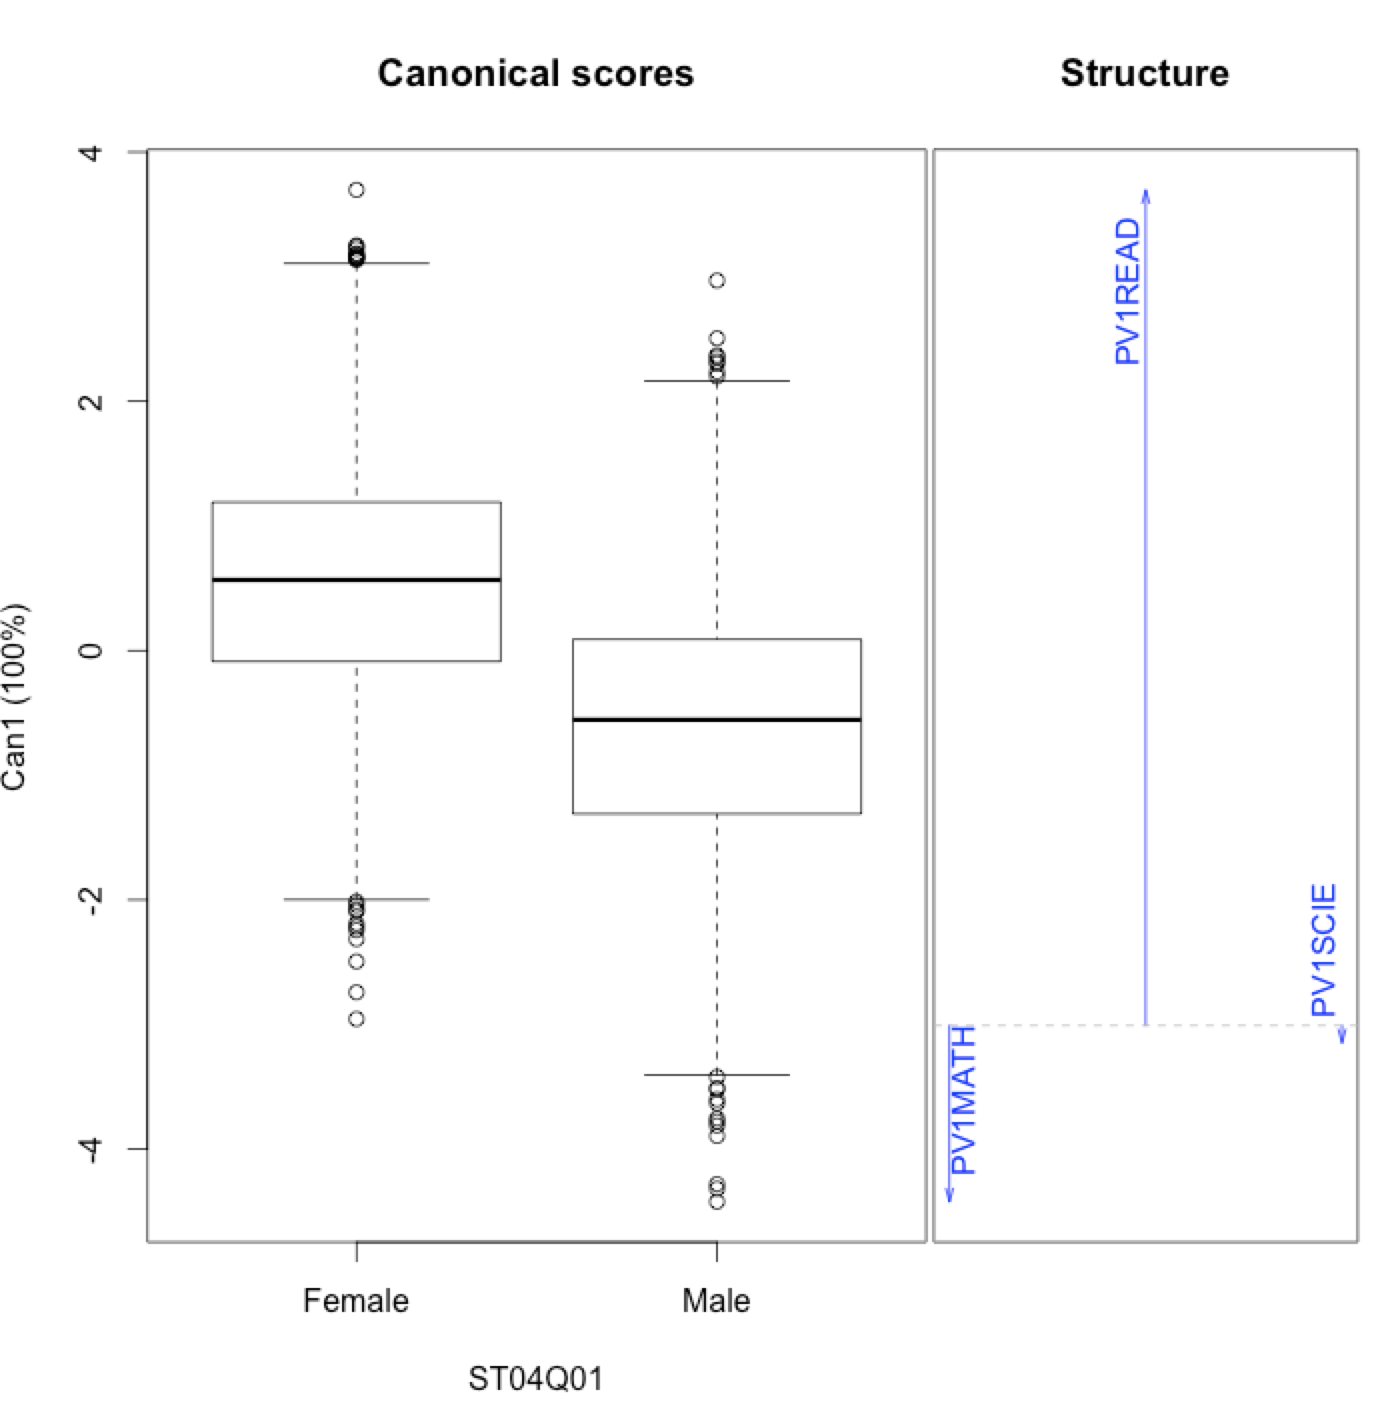 Canonical scores
Structure
4
2
0
-2
-4
Can1 (100%)
PV1READ
PV1SCIE
PV1MATH
Female
Male
ST04Q01